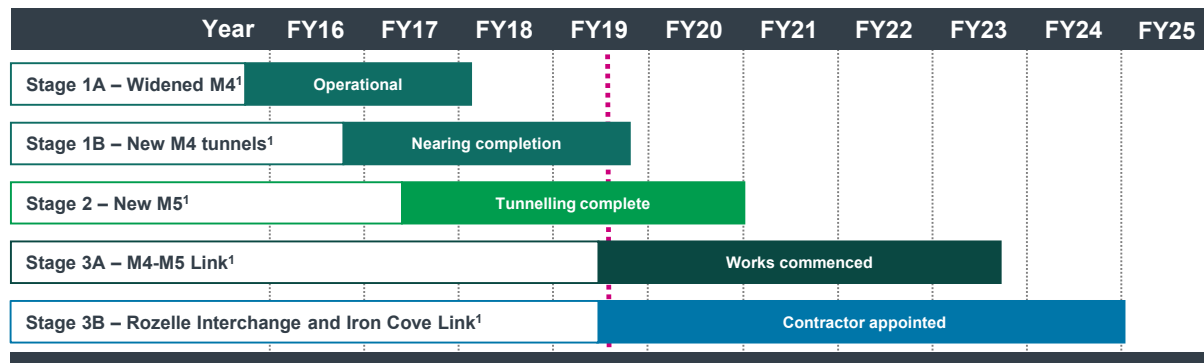 Year FY16 FY17 FY18 FY19 FY20 FY21 FY22 FY23 FY24 FY25
Stage 1A – Widened M4¹ Operational
Stage 1B – New M4 tunnels¹ Nearing completion
Stage 2 – New M5¹ Tunnelling complete
Stage 3A – M4-M5 Link¹ Works commenced
Stage 3B – Rozelle Interchange and Iron Cove Link¹ Contractor appointed